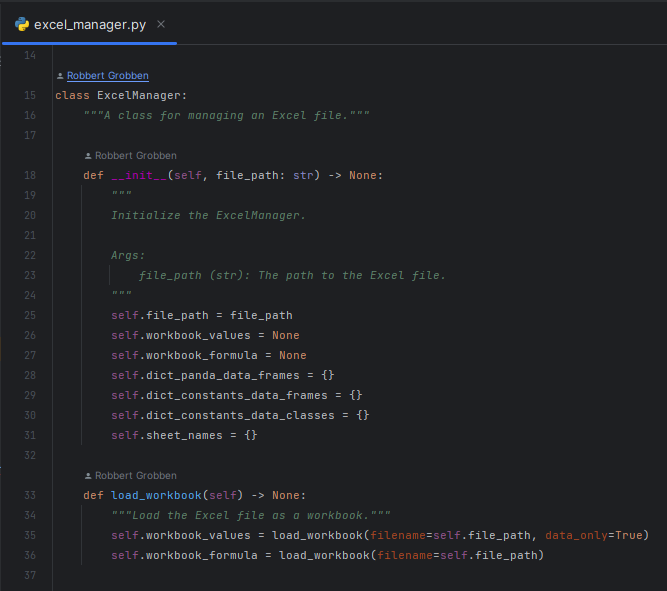 excel_manager.py
14
Robbert Grobben
15 class ExcelManager:
16     """A class for managing an Excel file."""
17
Robbert Grobben
18     def __init__(self, file_path: str) -> None:
19         """
20         Initialize the ExcelManager.
21
22         Args:
23             file_path (str): The path to the Excel file.
24         """
25         self.file_path = file_path
26         self.workbook_values = None
27         self.workbook_formula = None
28         self.dict_panda_data_frames = {}
29         self.dict_constants_data_frames = {}
30         self.dict_constants_data_classes = {}
31         self.sheet_names = {}
32
Robbert Grobben
33     def load_workbook(self) -> None:
34         """Load the Excel file as a workbook."""
35         self.workbook_values = load_workbook(filename=self.file_path, data_only=True)
36         self.workbook_formula = load_workbook(filename=self.file_path)
37